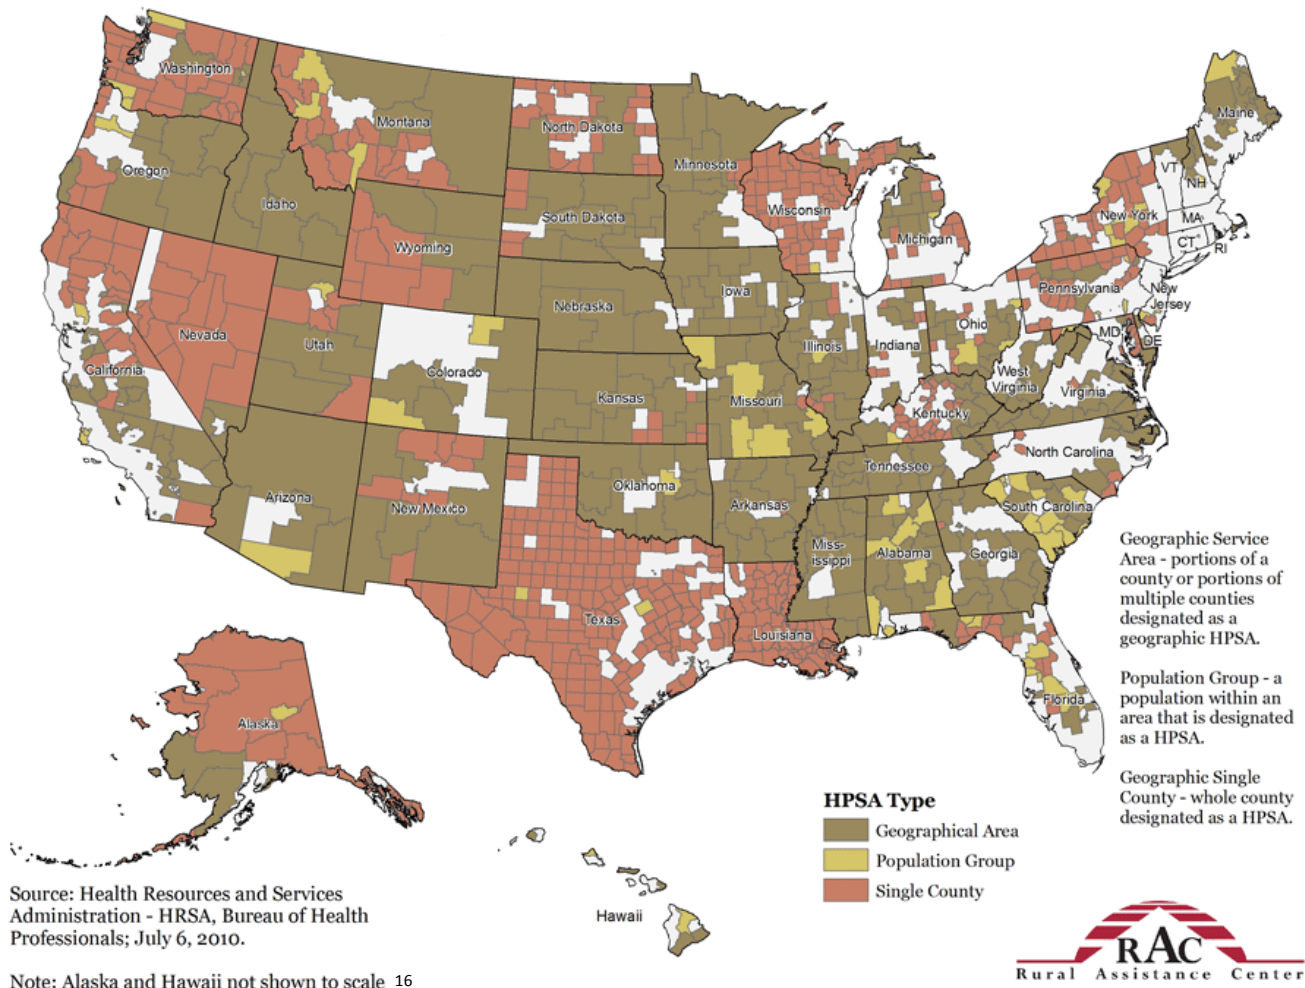 Washington
Montana
North Dakota
Minnesota
Maine
VT
NH
Oregon
Idaho
South Dakota
Wisconsin
New York
MA
Wyoming
Michigan
CT
RI
Nebraska
Iowa
Pennsylvania
New
Jersey
Nevada
Utah
Colorado
Illinois
Indiana
Ohio
MD
DE
California
Kansas
Missouri
West
Virginia
Virginia
Kentucky
North Carolina
Tennessee
Arizona
New Mexico
Oklahoma
Arkansas
South Carolina
Miss-
issippi
Alabama
Georgia
Texas
Louisiana
Florida
Alaska
Hawaii
Geographic Service
Area - portions of a
county or portions of
multiple counties
designated as a
geographic HPSA.
Population Group - a
population within an
area that is designated
as a HPSA.
Geographic Single
County - whole county
designated as a HPSA.
HPSA Type
Geographical Area
Population Group
Single County
Source: Health Resources and Services
Administration - HRSA, Bureau of Health
Professionals; July 6, 2010.
Note: Alaska and Hawaii not shown to scale 16
RAC
Rural Assistance Center